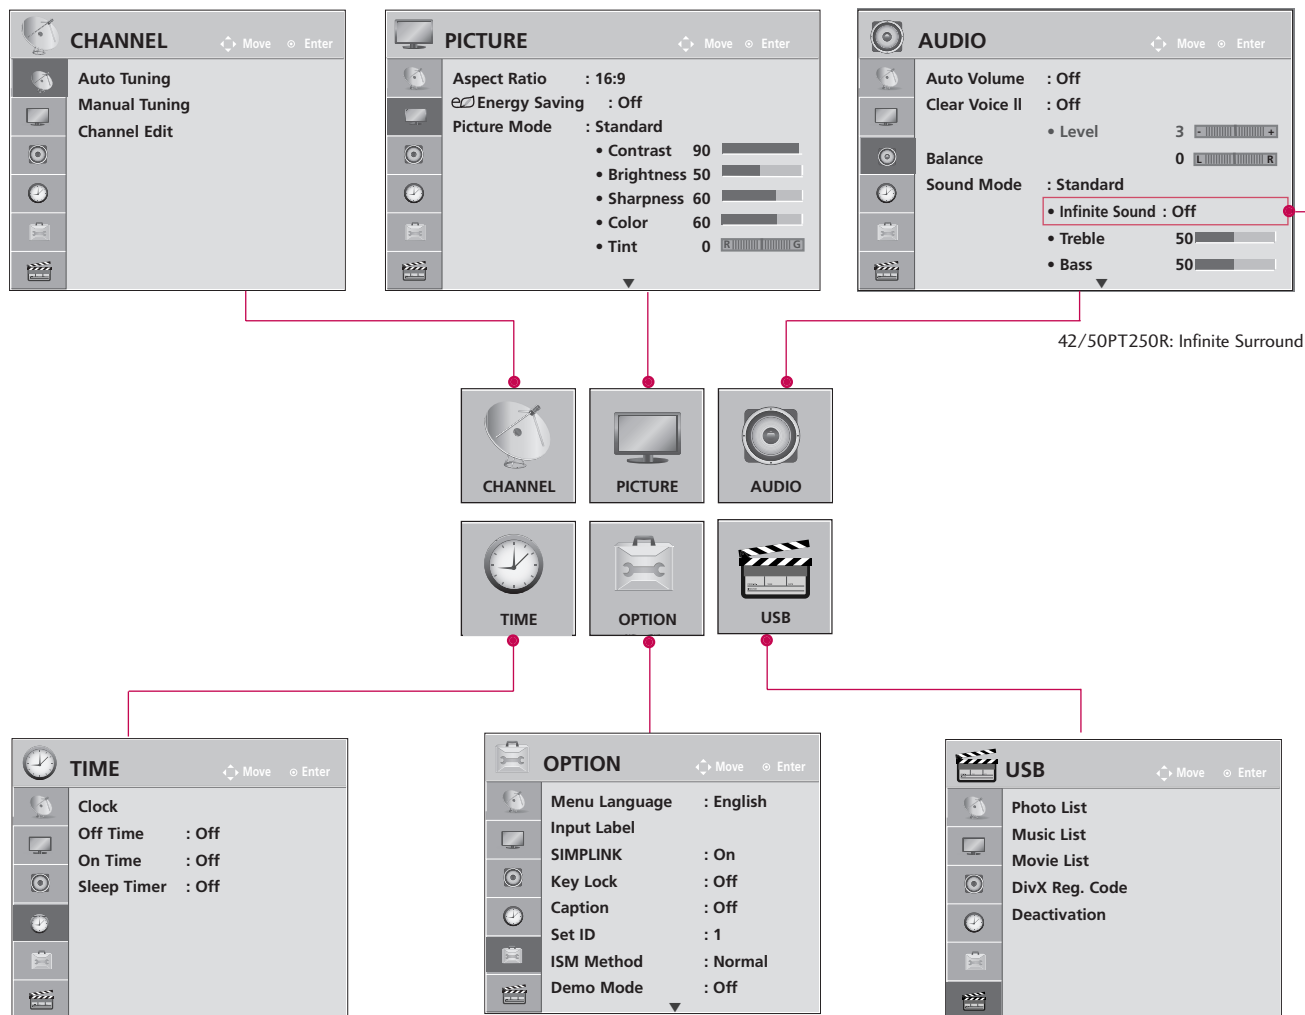 CHANNEL Move Enter
Auto Tuning
Manual Tuning
Channel Edit
PICTURE Move Enter
Aspect Ratio : 16:9
Energy Saving : Off
Picture Mode : Standard
• Contrast 90
• Brightness 50
• Sharpness 60
• Color 60
• Tint 0 R G
AUDIO Move Enter
Auto Volume : Off
Clear Voice ll : Off
• Level 3 - +
Balance 0 L R
Sound Mode : Standard
• Infinite Sound : Off
• Treble 50
• Bass 50
42/50PT250R: Infinite Surround
CHANNEL
PICTURE
AUDIO
TIME
OPTION
USB
TIME Move Enter
Clock
Off Time : Off
On Time : Off
Sleep Timer : Off
OPTION Move Enter
Menu Language : English
Input Label
SIMPLINK : On
Key Lock : Off
Caption : Off
Set ID : 1
ISM Method : Normal
Demo Mode : Off
USB Move Enter
Photo List
Music List
Movie List
DivX Reg. Code
Deactivation